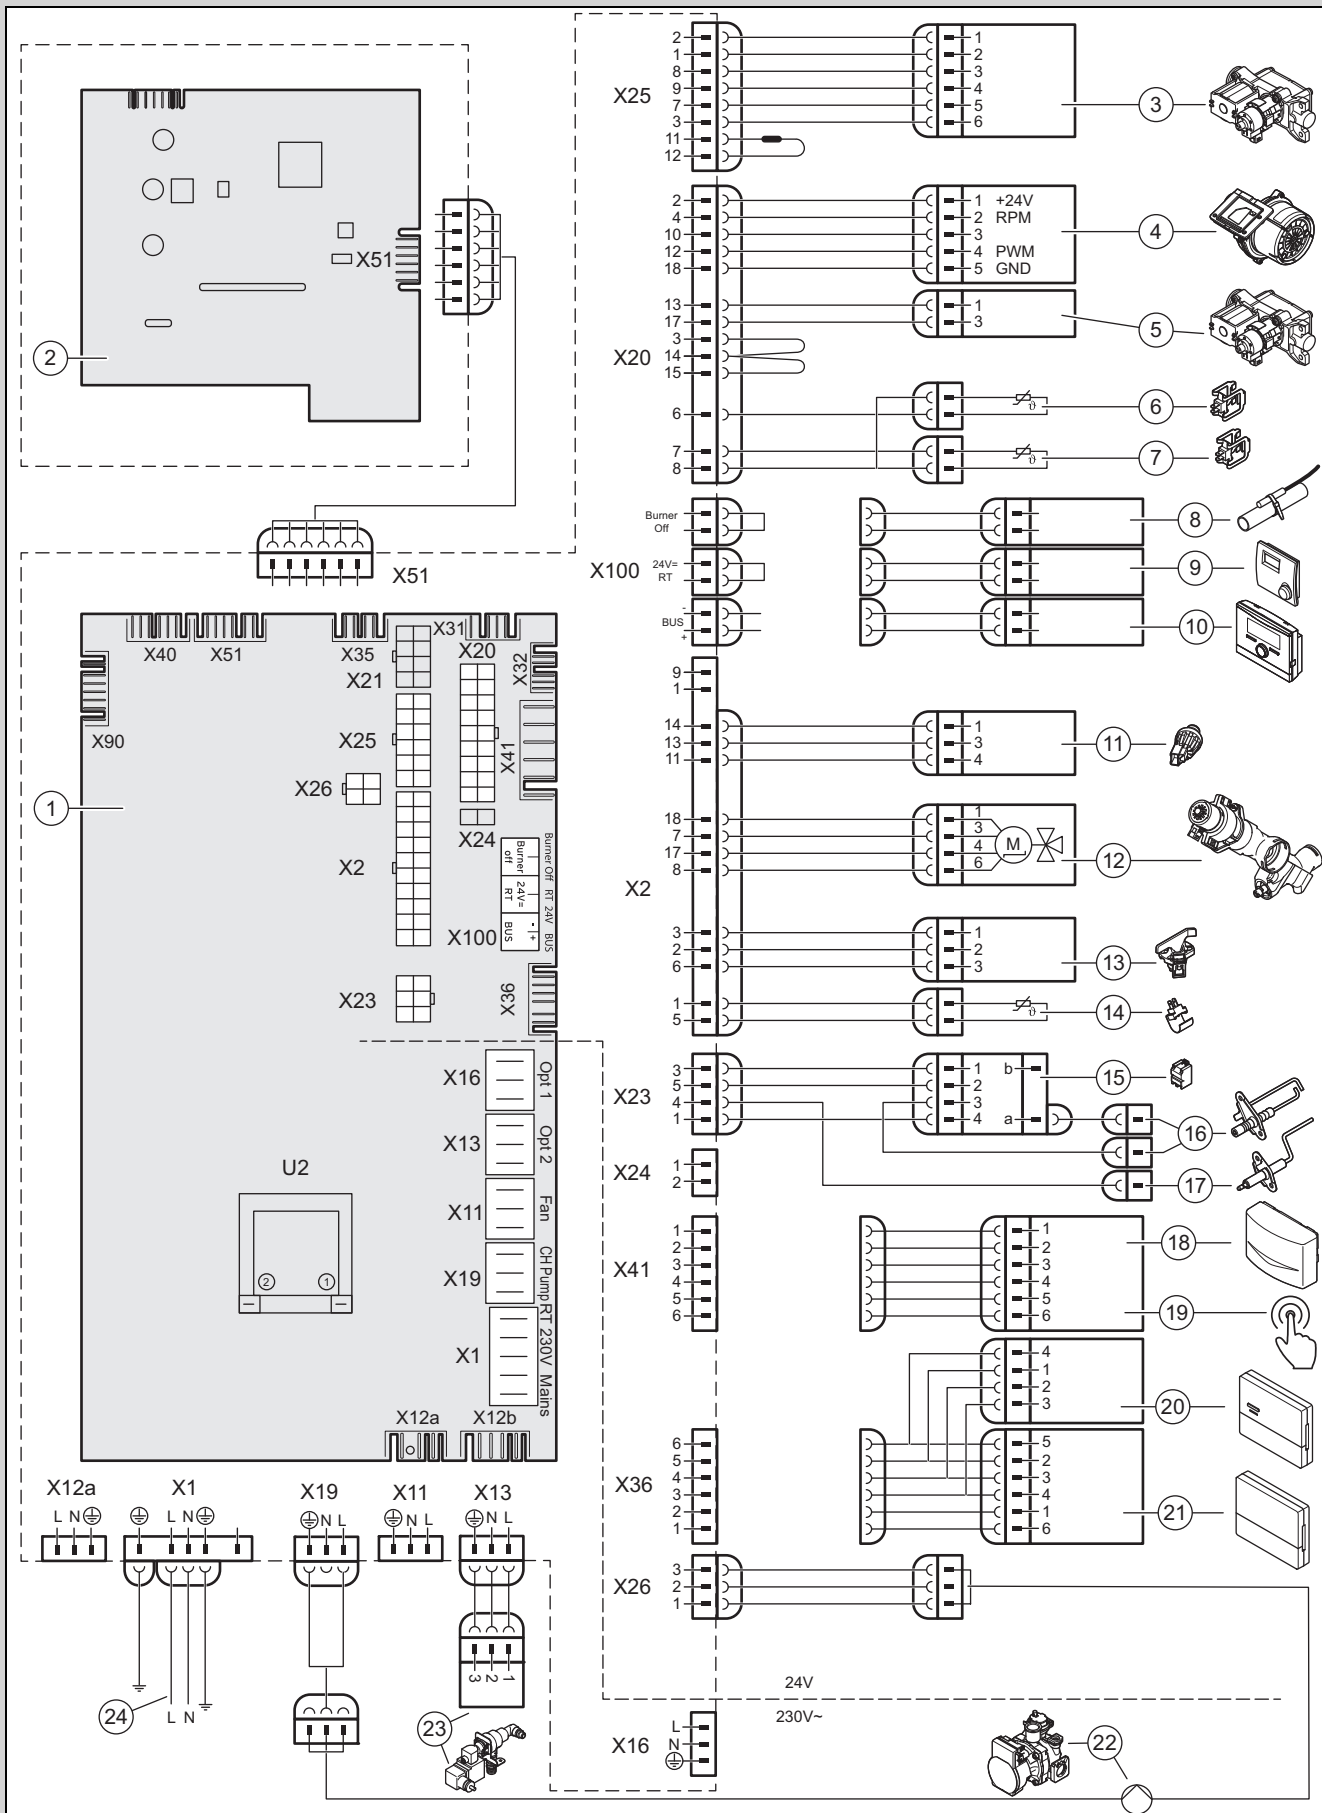 X51
2
X51
X40 X51 X35 X31
X20
X32
X21
X90
X25
X41
X26
1
X24
X2
Burner Off RT 24V BUS
Burner off
24V= RT
BUS - +
X100
X23
X36
X16 Opt 1
X13 Opt 2
U2
X11 Fan
2 1
X19 CH Pump
X1 RT 230V Mains
X12a X12b
X12a X1 X19 X11 X13
L N L N N L N L N L
3 2 1
24
L N
23
X25
2 1
1 2
8 3
9 4
7 5
3 6
11
12
3
X20
2 1 +24V
4 2 RPM
10 3
12 4 PWM
18 5 GND
4
13 1
17 3
5
3
14
15
6 ϑ 6
7 ϑ 7
8
X100
Burner Off
8
24V= RT
9
- BUS +
10
X2
9
1
14 1
13 3
11 4
11
18 1
7 3
17 4
8 6
M
12
3 1
2 2
6 3
13
1 ϑ 14
5
X23
3 1 b
5 2
4 3
1 4 a
15
16
17
X24
1
2
X41
1 1
2 2
3 3
4 4
5 5
6 6
18
19
4
1
2
3
20
X36
6 5
5 2
4 3
3 4
2 1
1 6
21
X26
3
2
1
24V
230V~
X16
L
N
22